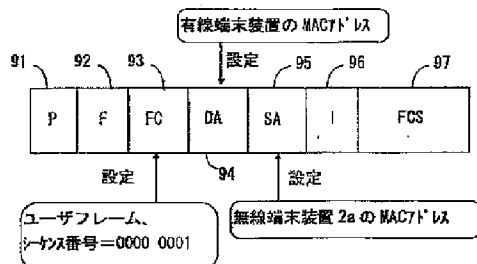 有線端末装置のMACｱﾄﾞﾚｽ
91 92 93 設定 95 96 97
P F FC DA SA I FCS
設定 94 設定
ユーザフレーム、
ｼｰｹﾝｽ番号=0000 0001
無線端末装置2aのMACｱﾄﾞﾚｽ